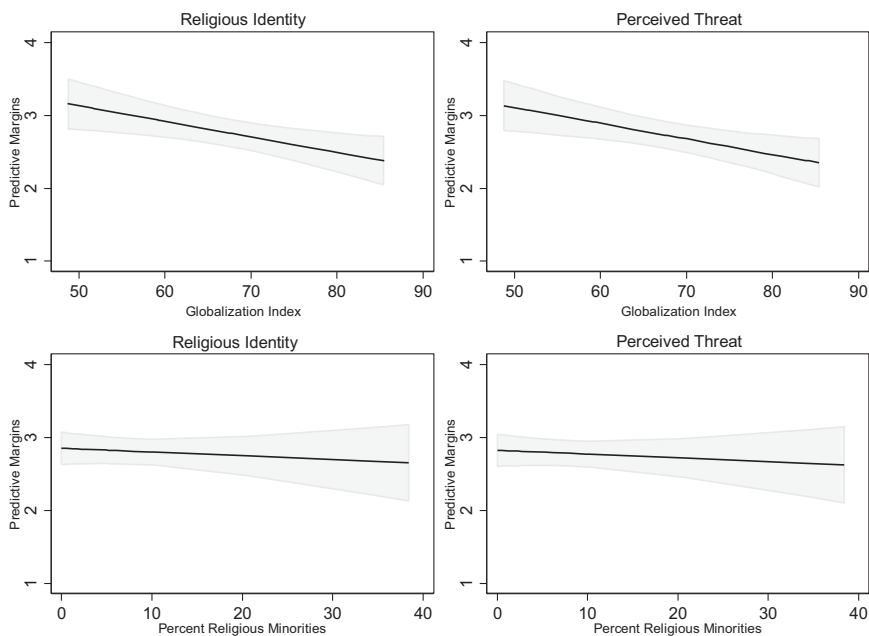 Religious Identity
Predictive Margins
1 2 3 4
50 60 70 80 90
Globalization Index
Perceived Threat
Predictive Margins
1 2 3 4
50 60 70 80 90
Globalization Index
Religious Identity
Predictive Margins
1 2 3 4
0 10 20 30 40
Percent Religious Minorities
Perceived Threat
Predictive Margins
1 2 3 4
0 10 20 30 40
Percent Religious Minorities